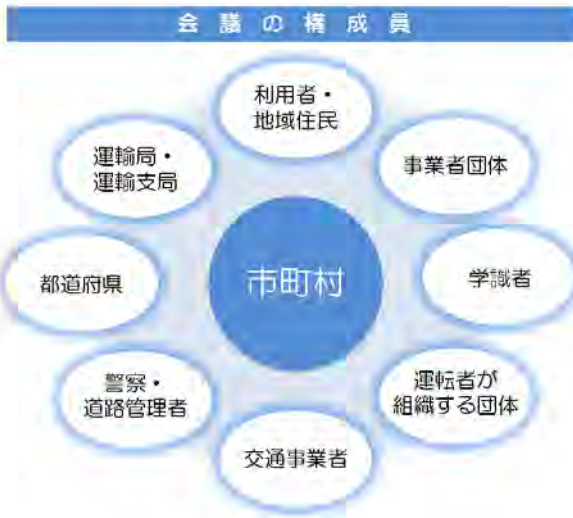 会議の構成員
利用者・
地域住民
運輸局・
運輸支局
事業者団体
都道府県
市町村
学識者
警察・
道路管理者
運転者が
組織する団体
交通事業者